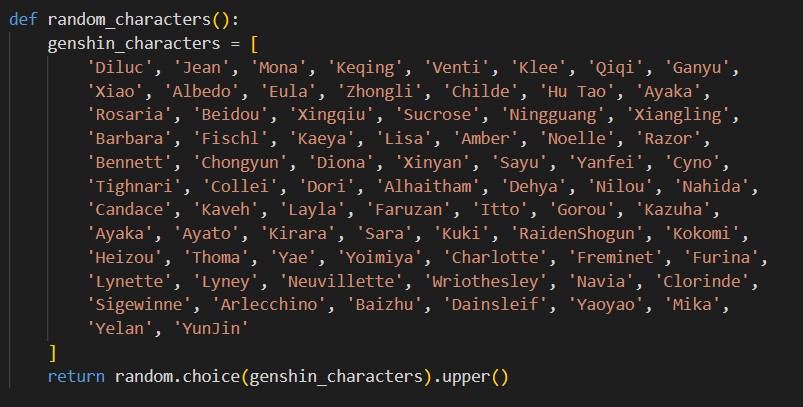 def random_characters():
    genshin_characters = [
        'Diluc', 'Jean', 'Mona', 'Keqing', 'Venti', 'Klee', 'Qiqi', 'Ganyu',
        'Xiao', 'Albedo', 'Eula', 'Zhongli', 'Childe', 'Hu Tao', 'Ayaka',
        'Rosaria', 'Beidou', 'Xingqiu', 'Sucrose', 'Ningguang', 'Xiangling',
        'Barbara', 'Fischl', 'Kaeya', 'Lisa', 'Amber', 'Noelle', 'Razor',
        'Bennett', 'Chongyun', 'Diona', 'Xinyan', 'Sayu', 'Yanfei', 'Cyno',
        'Tighnari', 'Collei', 'Dori', 'Alhaitham', 'Dehya', 'Nilou', 'Nahida',
        'Candace', 'Kaveh', 'Layla', 'Faruzan', 'Itto', 'Gorou', 'Kazuha',
        'Ayaka', 'Ayato', 'Kirara', 'Sara', 'Kuki', 'RaidenShogun', 'Kokomi',
        'Heizou', 'Thoma', 'Yae', 'Yoimiya', 'Charlotte', 'Freminet', 'Furina',
        'Lynette', 'Lyney', 'Neuvillette', 'Wriothesley', 'Navia', 'Clorinde',
        'Sigewinne', 'Arlecchino', 'Baizhu', 'Dainsleif', 'Yaoyao', 'Mika',
        'Yelan', 'YunJin'
    ]
    return random.choice(genshin_characters).upper()